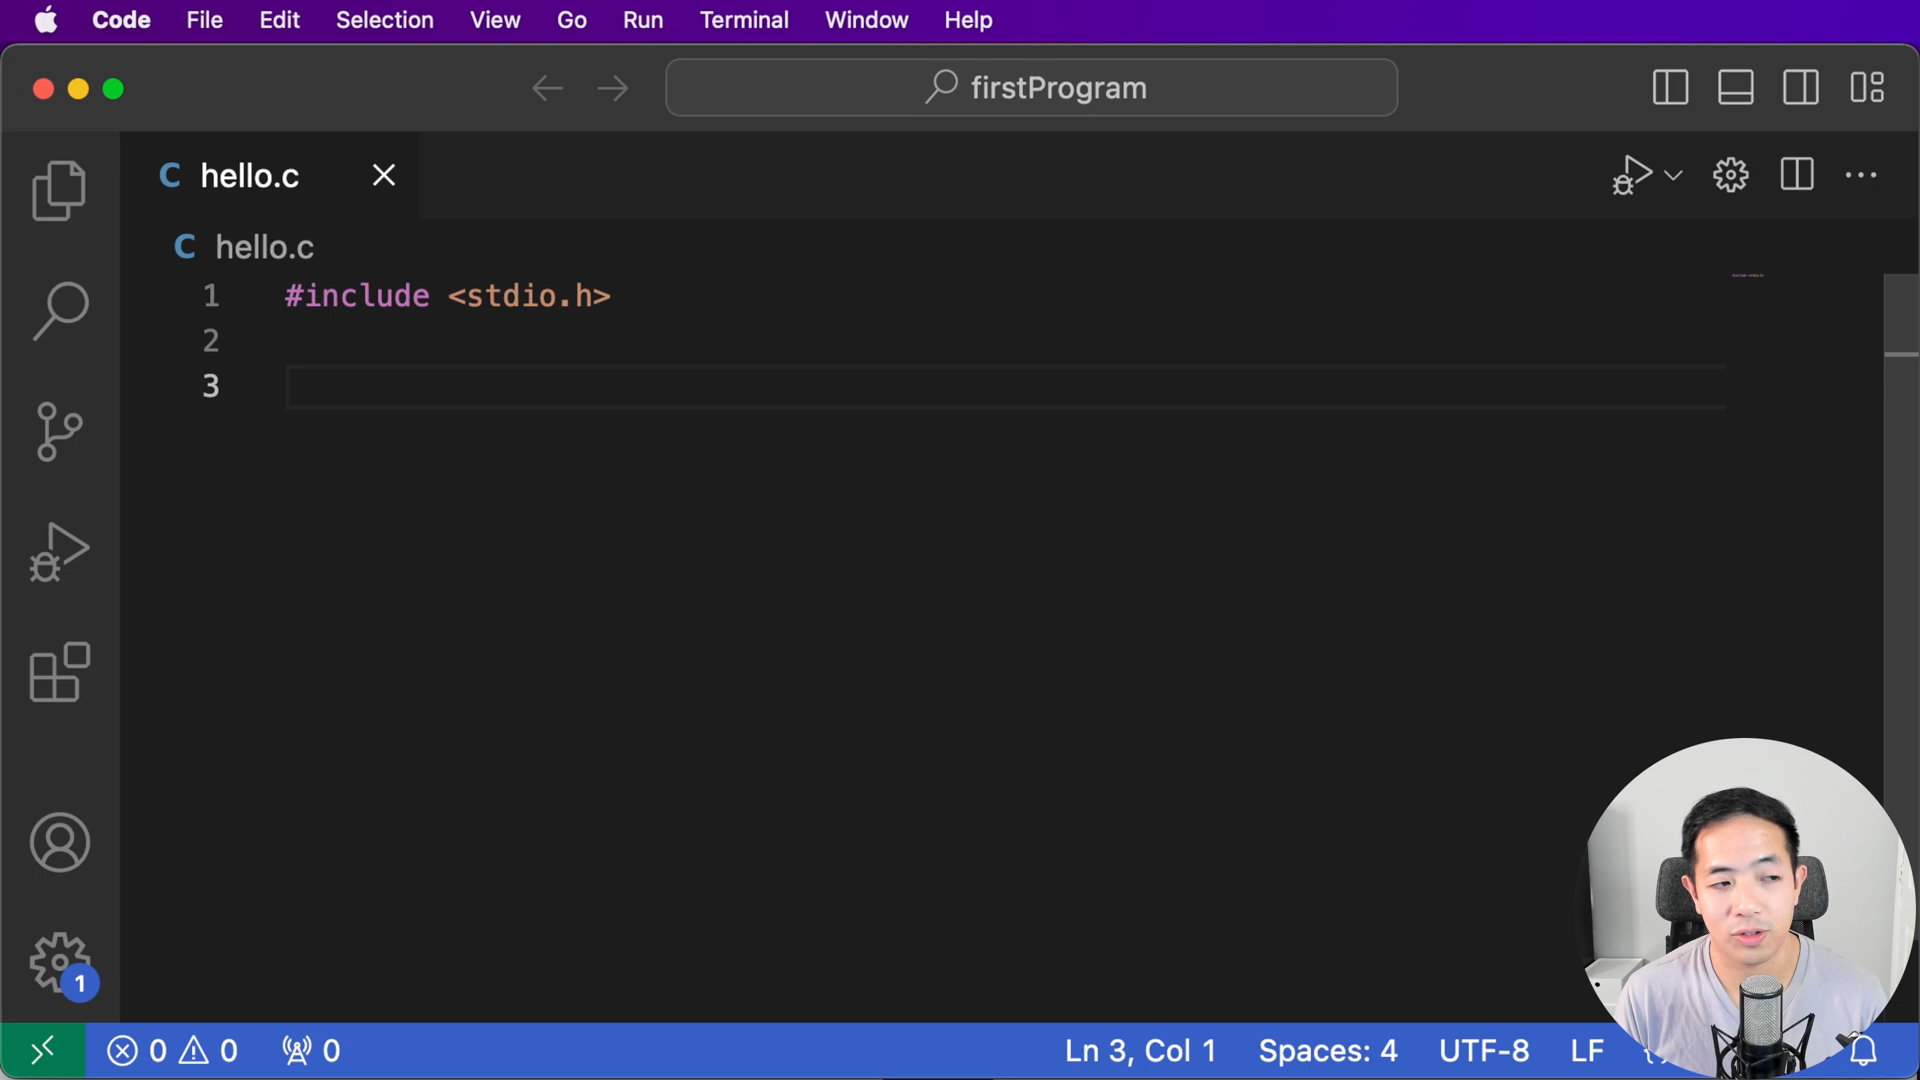 Code File Edit Selection View Go Run Terminal Window Help
firstProgram
C hello.c
C hello.c
1 #include <stdio.h>
2
3
1
0 0 0 Ln 3, Col 1 Spaces: 4 UTF-8 LF